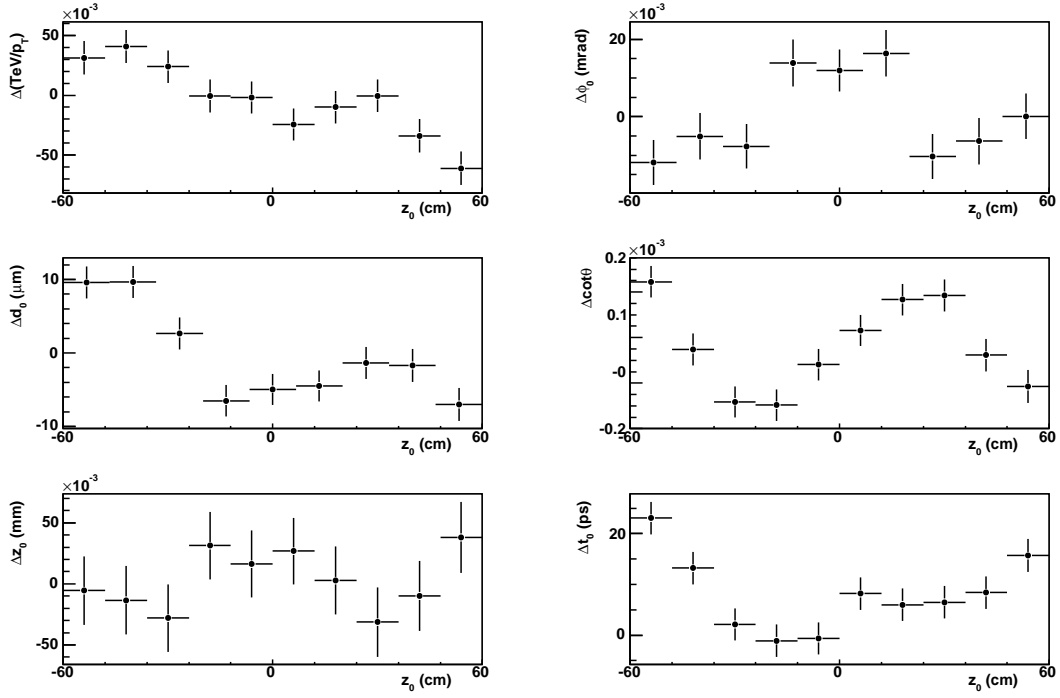 ×10⁻³
Δ(TeV/p_T)
50
0
-50
-60 0 60
z₀ (cm)
×10⁻³
Δϕ₀ (mrad)
20
0
-60 0 60
z₀ (cm)
Δd₀ (μm)
10
0
-10
-60 0 60
z₀ (cm)
×10⁻³
Δcotθ
0.2
0.1
-0
-0.2
-60 0 60
z₀ (cm)
×10⁻³
Δz₀ (mm)
50
0
-50
-60 0 60
z₀ (cm)
Δt₀ (ps)
20
0
-60 0 60
z₀ (cm)